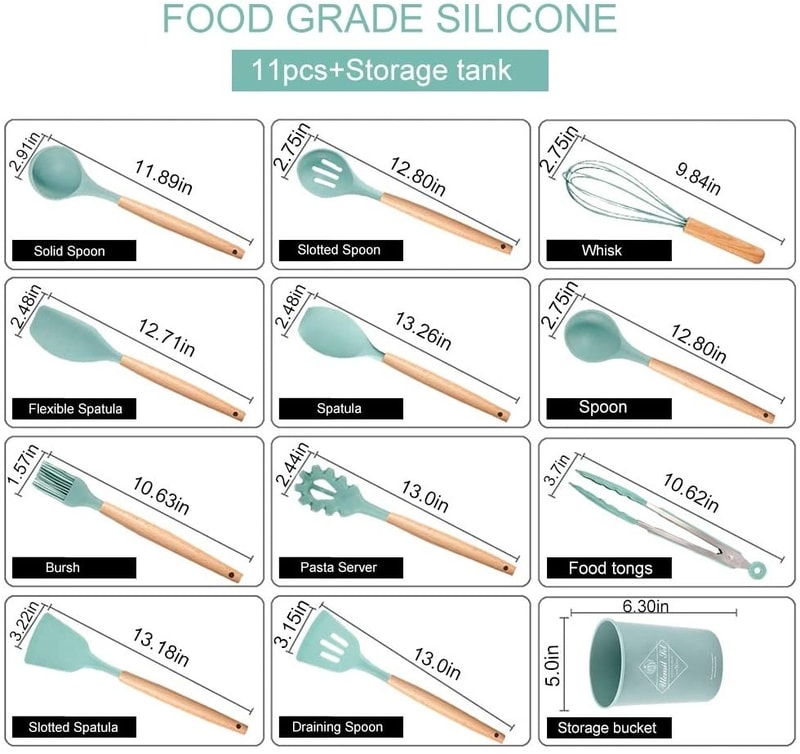 FOOD GRADE SILICONE
11pcs+Storage tank
2.91in
11.89in
Solid Spoon
2.75in
12.80in
Slotted Spoon
2.75in
9.84in
Whisk
2.48in
12.71in
Flexible Spatula
2.48in
13.26in
Spatula
2.75in
12.80in
Spoon
1.57in
10.63in
Bursh
2.44in
13.0in
Pasta Server
3.7in
10.62in
Food tongs
3.22in
13.18in
Slotted Spatula
3.15in
13.0in
Draining Spoon
6.30in
5.0in
Storage bucket